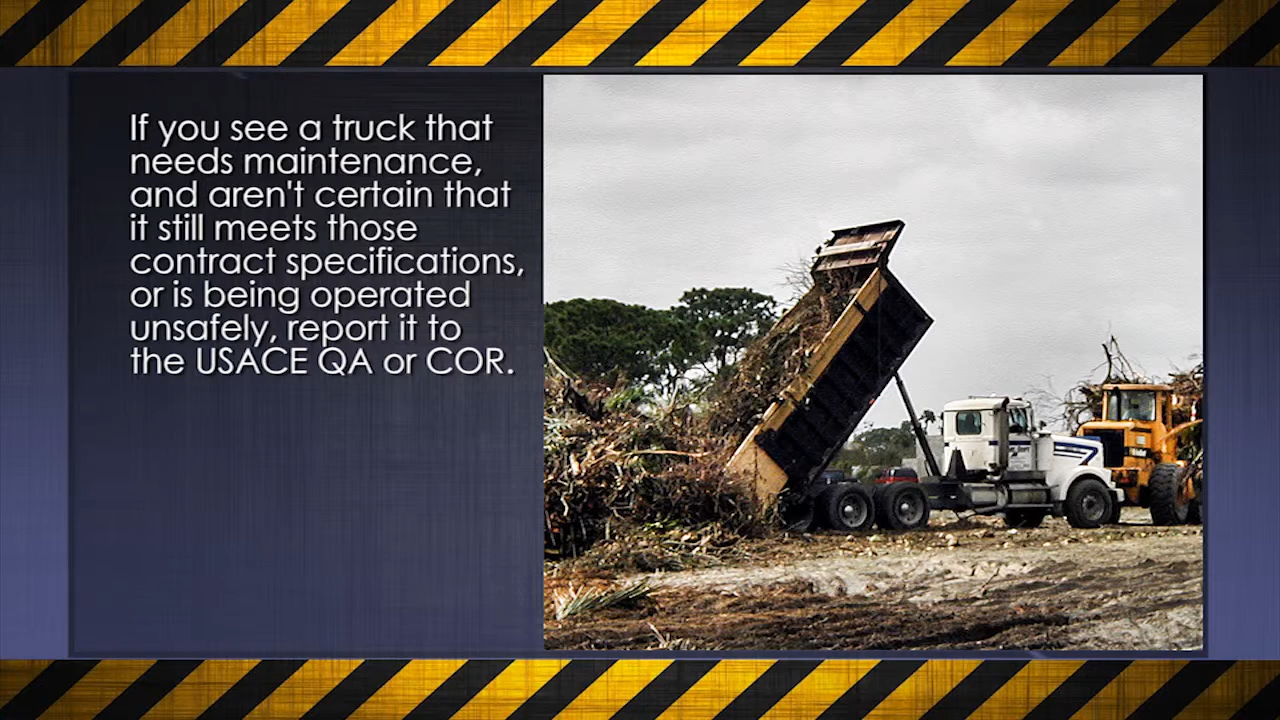 If you see a truck that
needs maintenance,
and aren't certain that
it still meets those
contract specifications,
or is being operated
unsafely, report it to
the USACE QA or COR.